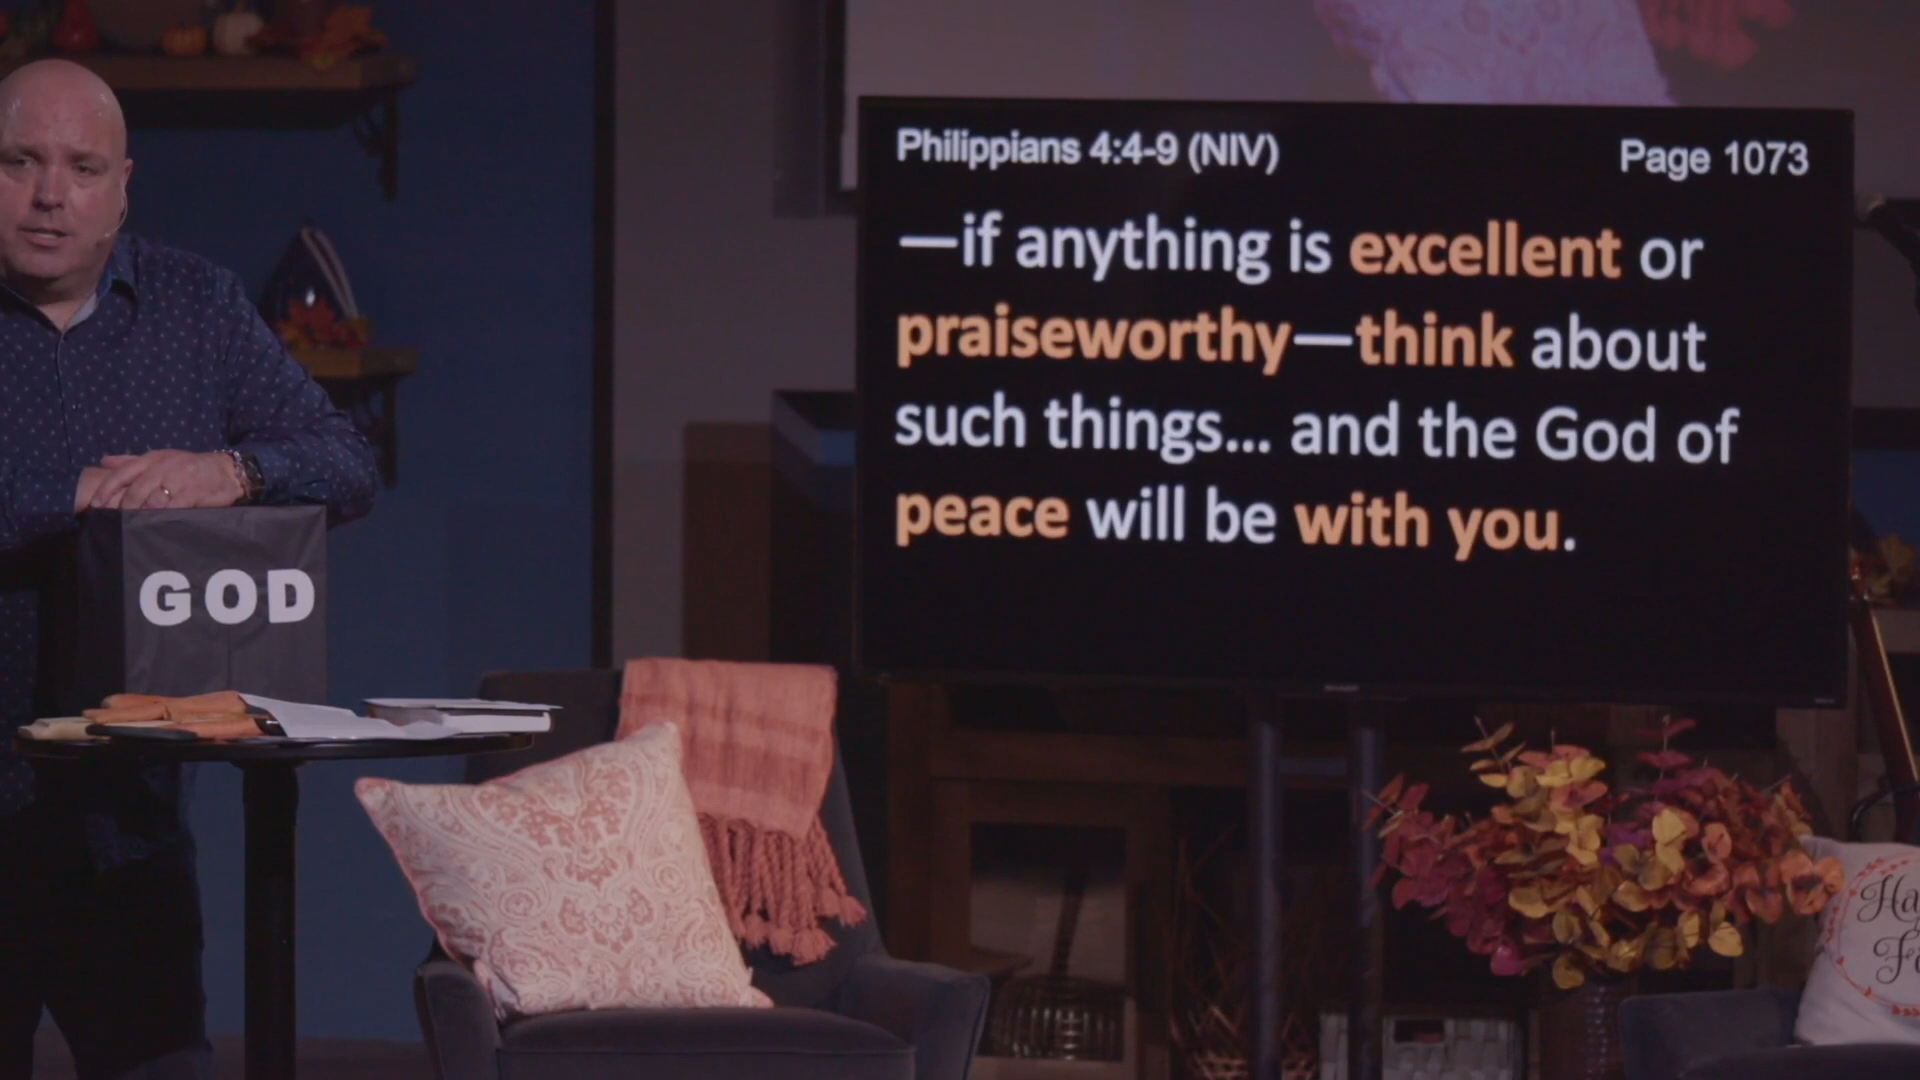 Philippians 4:4-9 (NIV)
Page 1073
—if anything is excellent or
praiseworthy—think about
such things... and the God of
peace will be with you.
GOD